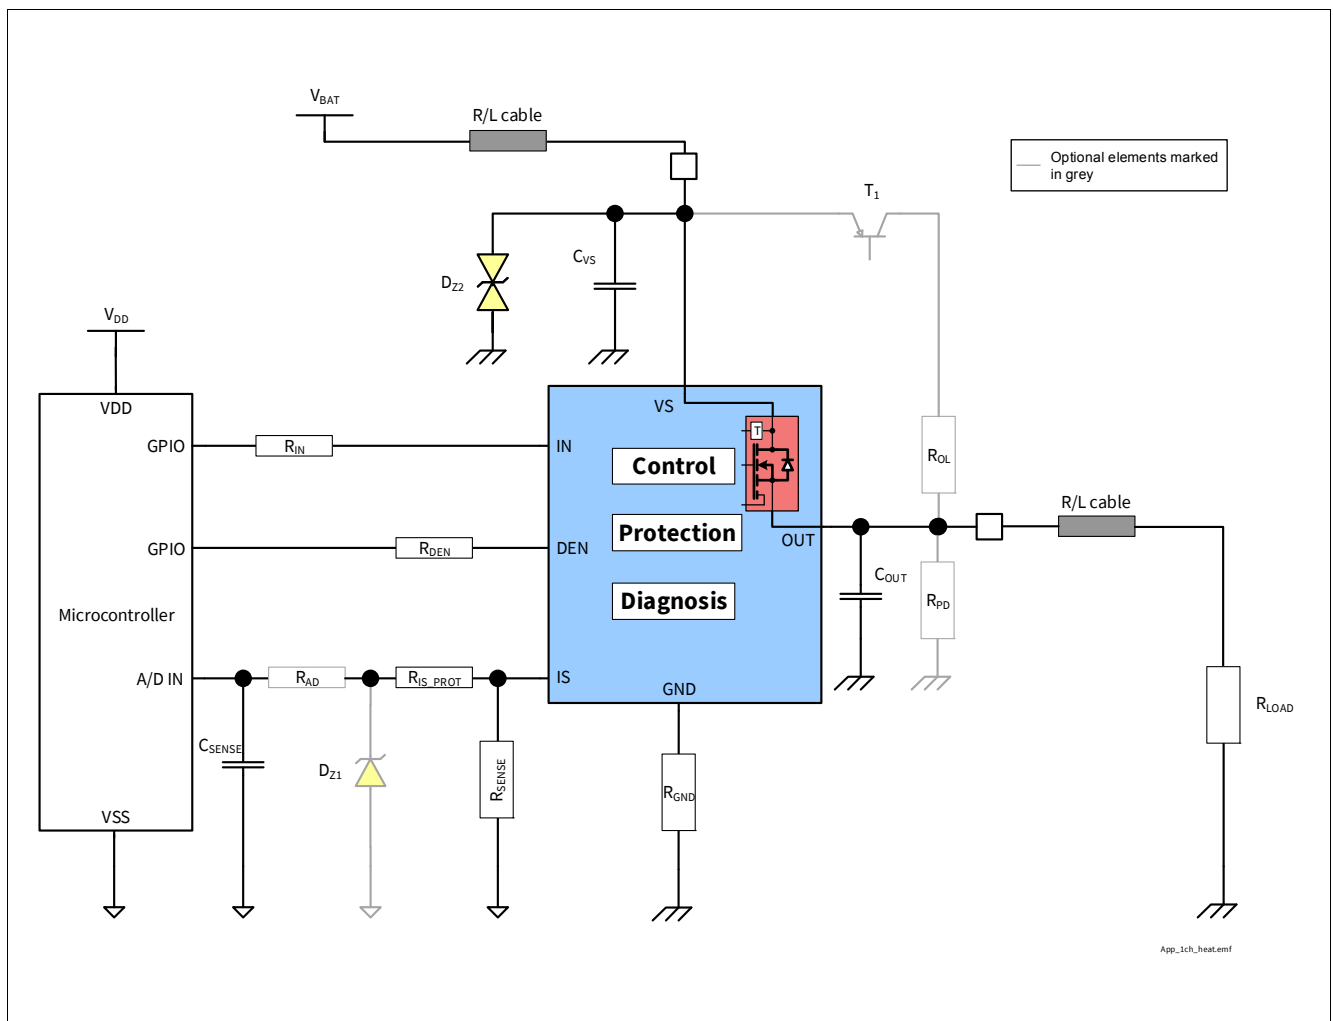 VBAT
R/L cable
Optional elements marked
in grey
T1
CVS
DZ2
VDD
VDD
VS
GPIO
RIN
IN
T
Control
ROL
R/L cable
Protection
OUT
GPIO
RDEN
DEN
COUT
RPD
Diagnosis
Microcontroller
A/D IN
RAD
RIS_PROT
IS
GND
RLOAD
CSENSE
DZ1
RSENSE
RGND
VSS
App_1ch_heat.emf